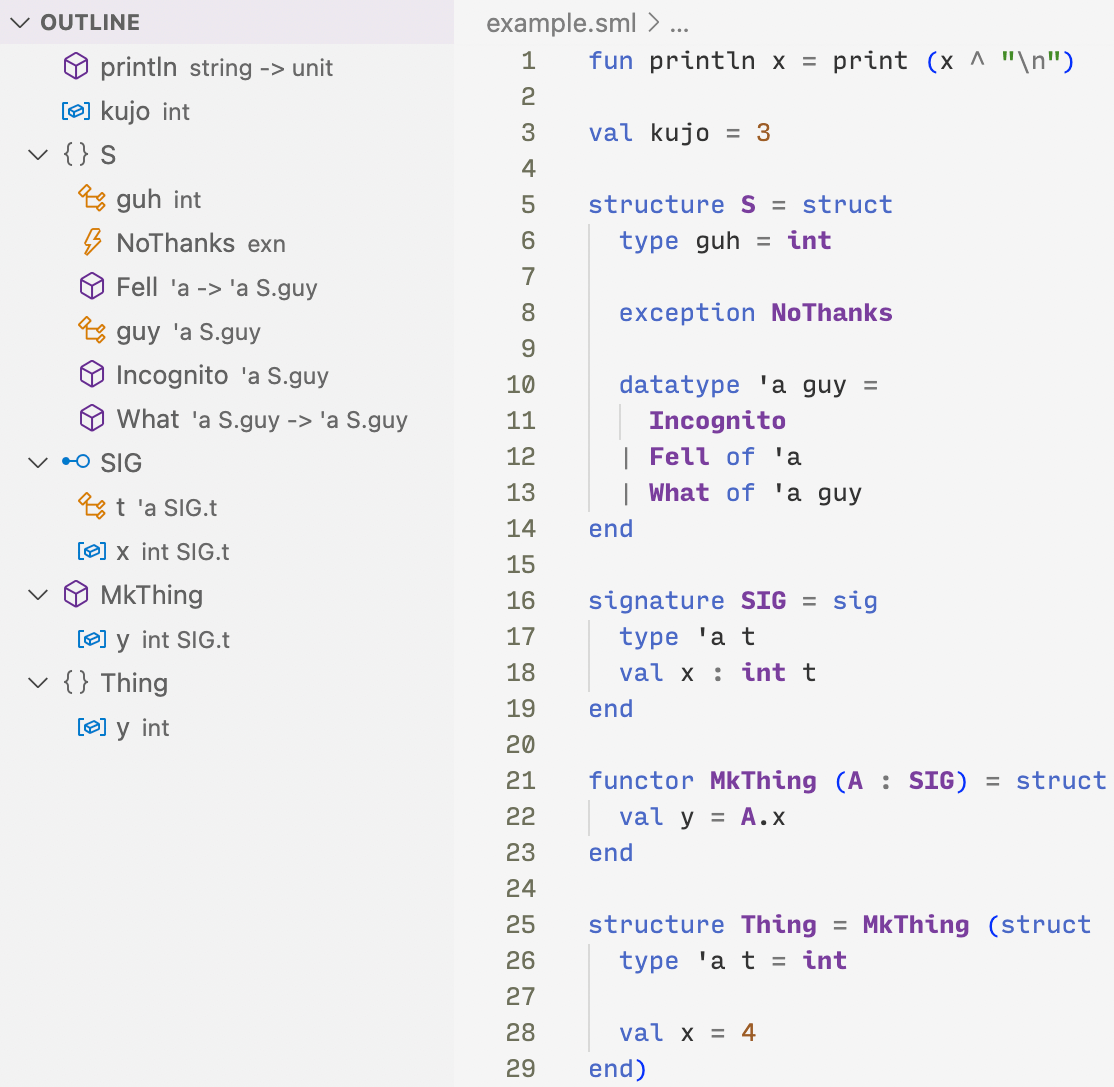 OUTLINE
println string -> unit
kujo int
{} S
guh int
NoThanks exn
Fell 'a -> 'a S.guy
guy 'a S.guy
Incognito 'a S.guy
What 'a S.guy -> 'a S.guy
SIG
t 'a SIG.t
x int SIG.t
MkThing
y int SIG.t
{} Thing
y int
example.sml > ...
1 fun println x = print (x ^ "\n")
2
3 val kujo = 3
4
5 structure S = struct
6   type guh = int
7
8   exception NoThanks
9
10   datatype 'a guy =
11     Incognito
12   | Fell of 'a
13   | What of 'a guy
14 end
15
16 signature SIG = sig
17   type 'a t
18   val x : int t
19 end
20
21 functor MkThing (A : SIG) = struct
22   val y = A.x
23 end
24
25 structure Thing = MkThing (struct
26   type 'a t = int
27
28   val x = 4
29 end)